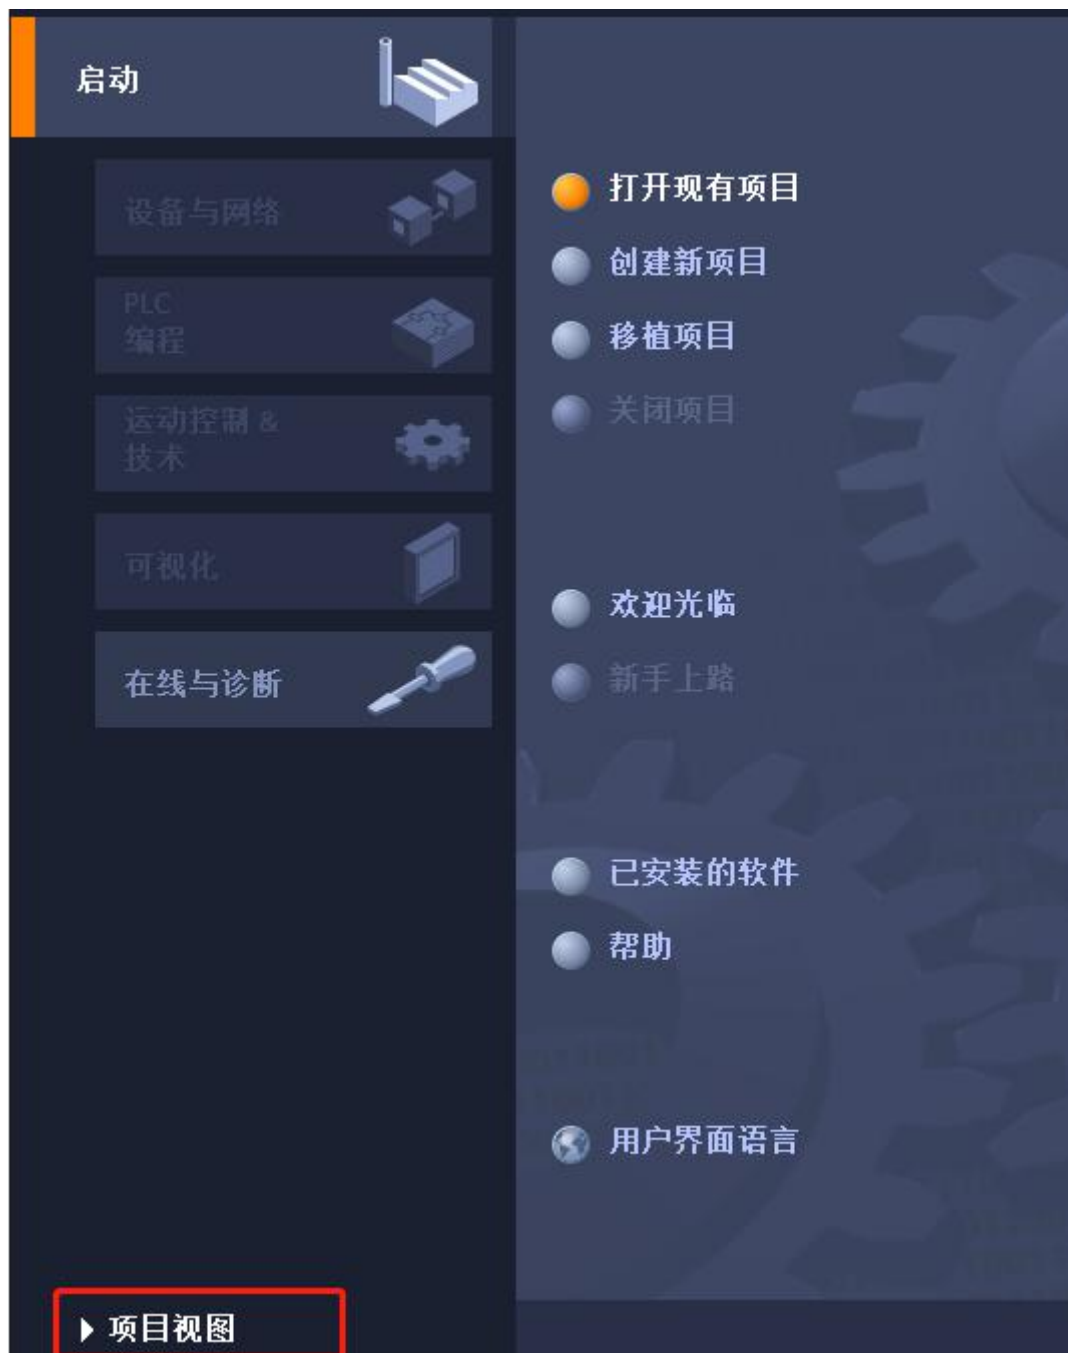 启动
设备与网络
PLC
编程
运动控制 &
技术
可视化
在线与诊断
打开现有项目
创建新项目
移植项目
关闭项目
欢迎光临
新手上路
已安装的软件
帮助
用户界面语言
项目视图